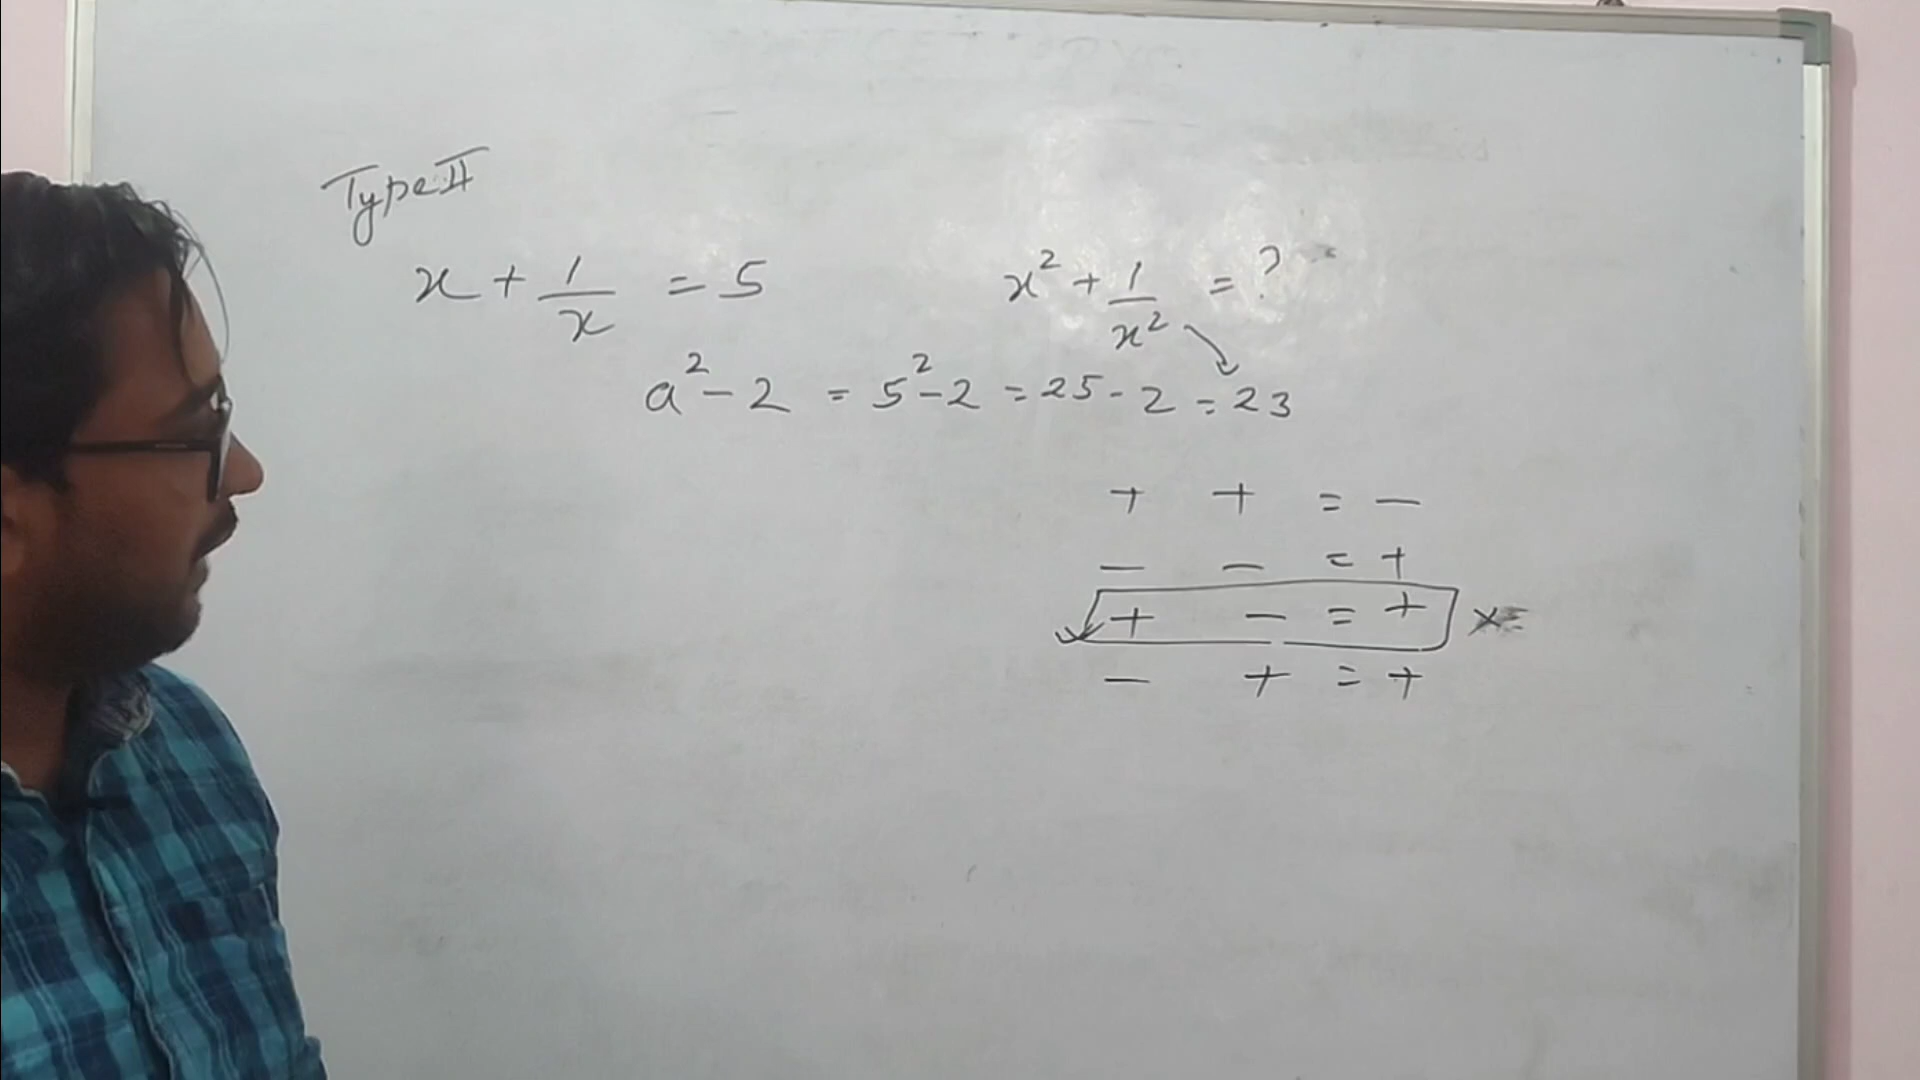 Type II
x + 1/x = 5    x² + 1/x² = ?
a² - 2 = 5² - 2 = 25 - 2 = 23
+ + = -
- - = +
+ - = + ×
- + = +